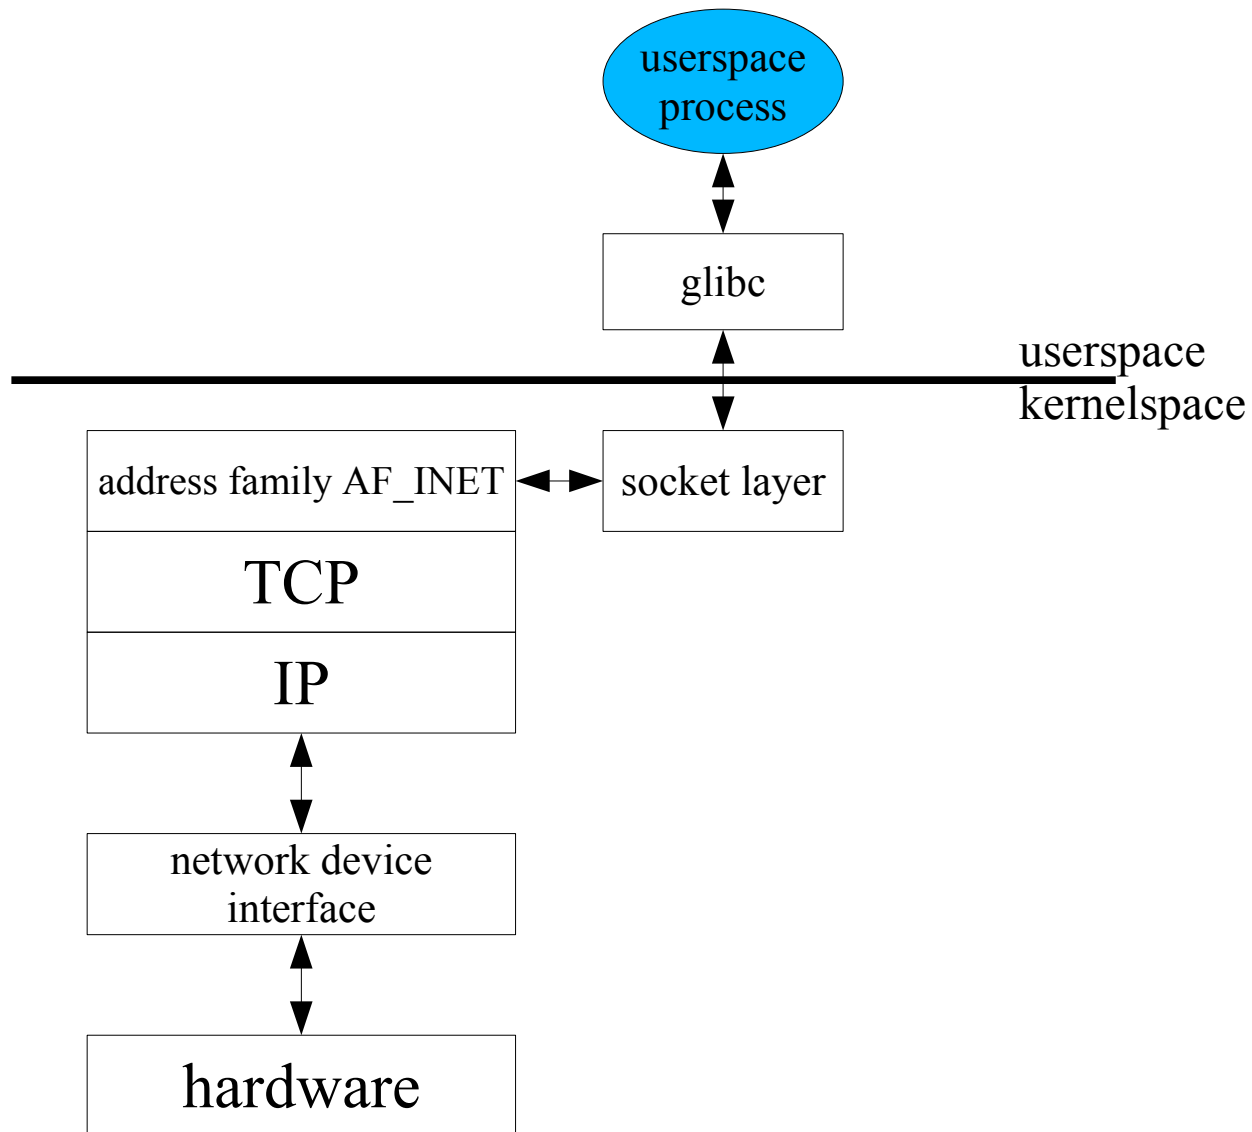 userspace
process
glibc
userspace
kernelspace
address family AF_INET
socket layer
TCP
IP
network device
interface
hardware